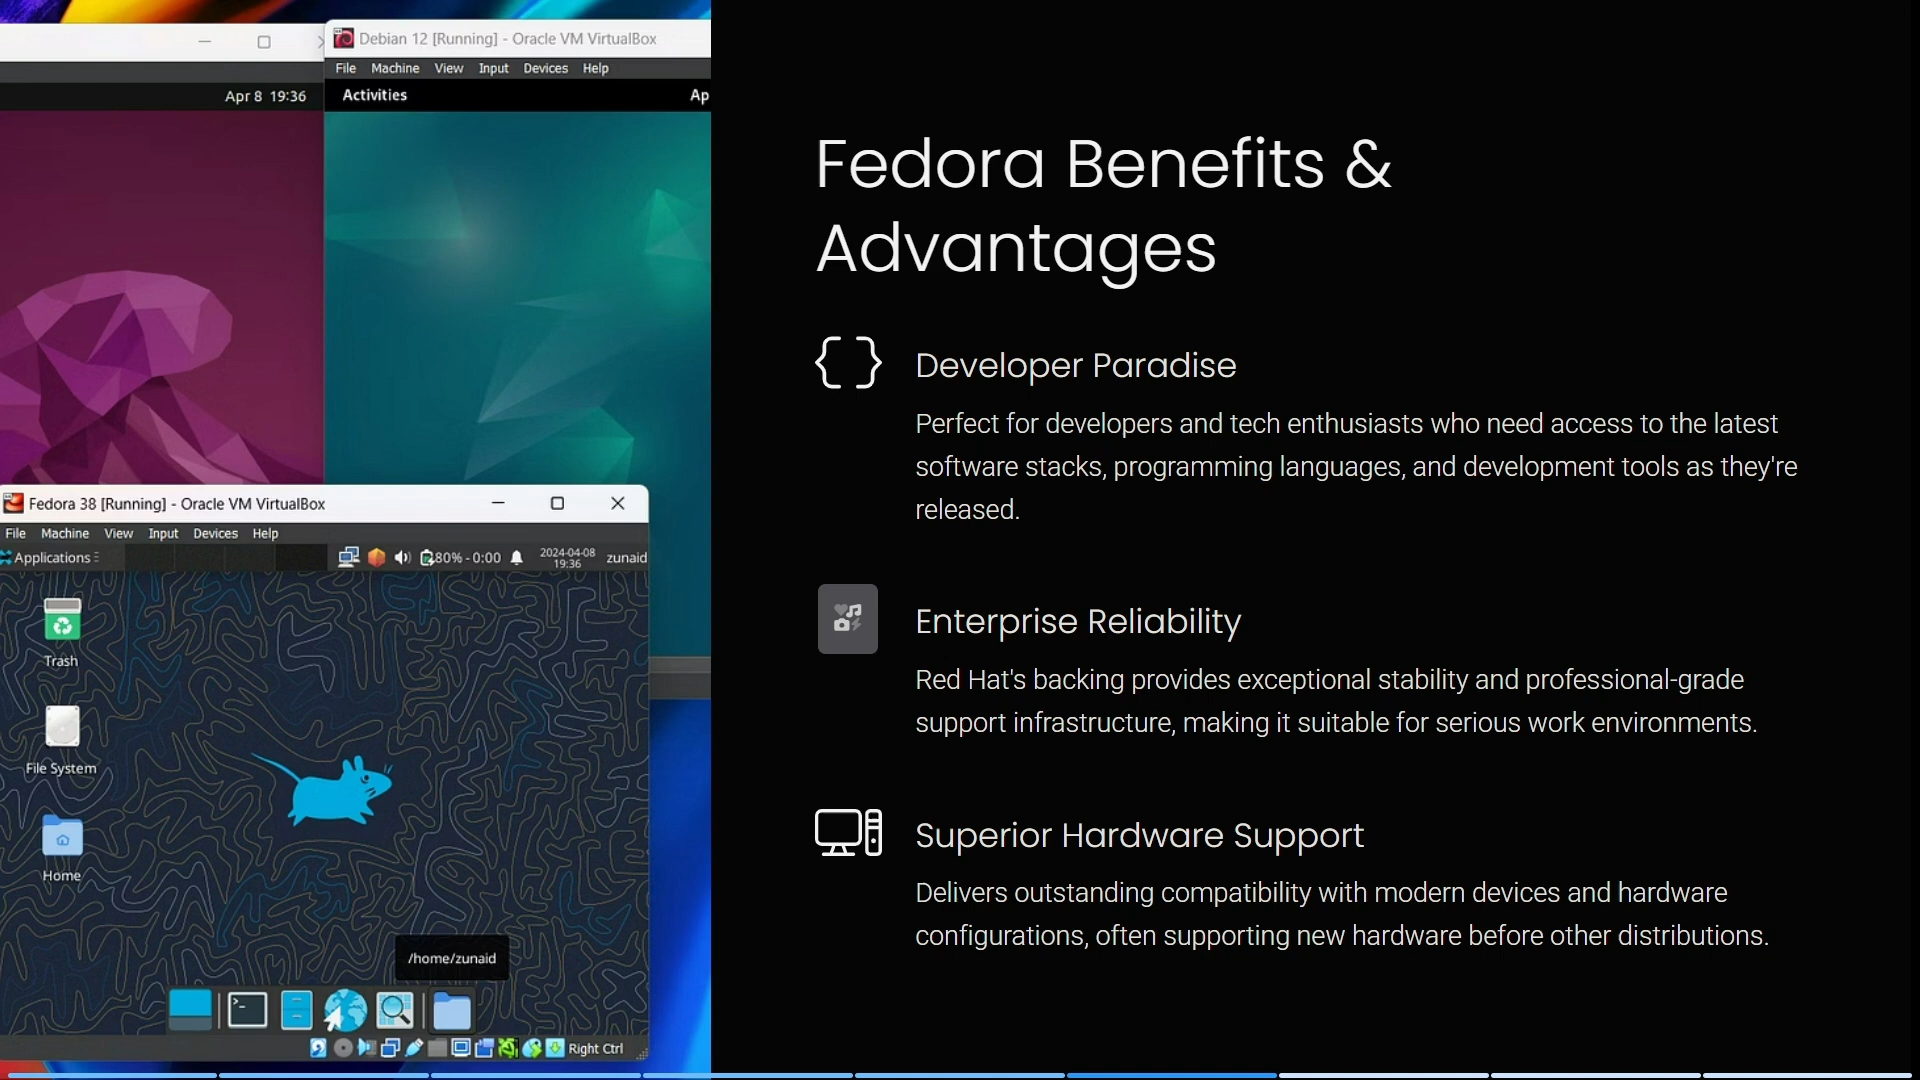 Debian 12 [Running] - Oracle VM VirtualBox
File Machine View Input Devices Help
Apr 8 19:36
Activities
Ap
Fedora Benefits &
Advantages
Developer Paradise
Perfect for developers and tech enthusiasts who need access to the latest
software stacks, programming languages, and development tools as they're
released.
Enterprise Reliability
Red Hat's backing provides exceptional stability and professional-grade
support infrastructure, making it suitable for serious work environments.
Superior Hardware Support
Delivers outstanding compatibility with modern devices and hardware
configurations, often supporting new hardware before other distributions.
Fedora 38 [Running] - Oracle VM VirtualBox
File Machine View Input Devices Help
Applications
80% - 0:00
2024-04-08
19:36
zunaid
Trash
File System
Home
/home/zunaid
Right Ctrl